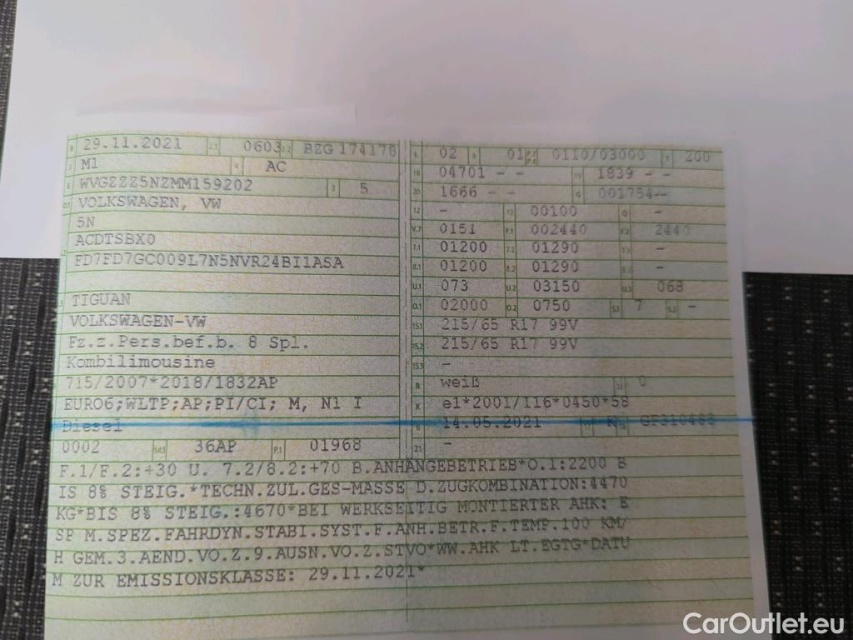 29.11.2021 0603 BZG 174170
M1 AC
WVGZZZ5NZMM159202 5
VOLKSWAGEN, VW
5N
ACDTSBX0
FD7FD7GC009L7N5NVR24BI1ASA
TIGUAN
VOLKSWAGEN-VW
Fz.z.Pers.bef.b. 8 Spl.
Kombilimousine
715/2007*2018/1832AP
EURO6;WLTP;AP;PI/CI; M, N1 I
Diesel
0002 36AP 01968
02 01 0110/03000 200
04701 - - 1839 - -
1666 - - 001754--
- 00100 -
0151 002440 2440
01200 01290 -
01200 01290 -
073 03150 068
02000 0750 7 -
215/65 R17 99V
215/65 R17 99V
-
weiß 0
e1*2001/116*0450*58
14.05.2021 K
-
F.1/F.2:+30 U. 7.2/8.2:+70 B.ANHÄNGEBETRIEB*O.1:2200 B
IS 8% STEIG.*TECHN.ZUL.GES-MASSE D.ZUGKOMBINATION:4470
KG*BIS 8% STEIG.:4670*BEI WERKSEITIG MONTIERTER AHK: E
SP M.SPEZ.FAHRDYN.STABI.SYST.F.ANH.BETR.F.TEMP.100 KM/
H GEM.3.AEND.VO.Z.9.AUSN.VO.Z.STVO*WW.AHK LT.EGTG*DATU
M ZUR EMISSIONSKLASSE: 29.11.2021*
CarOutlet.eu